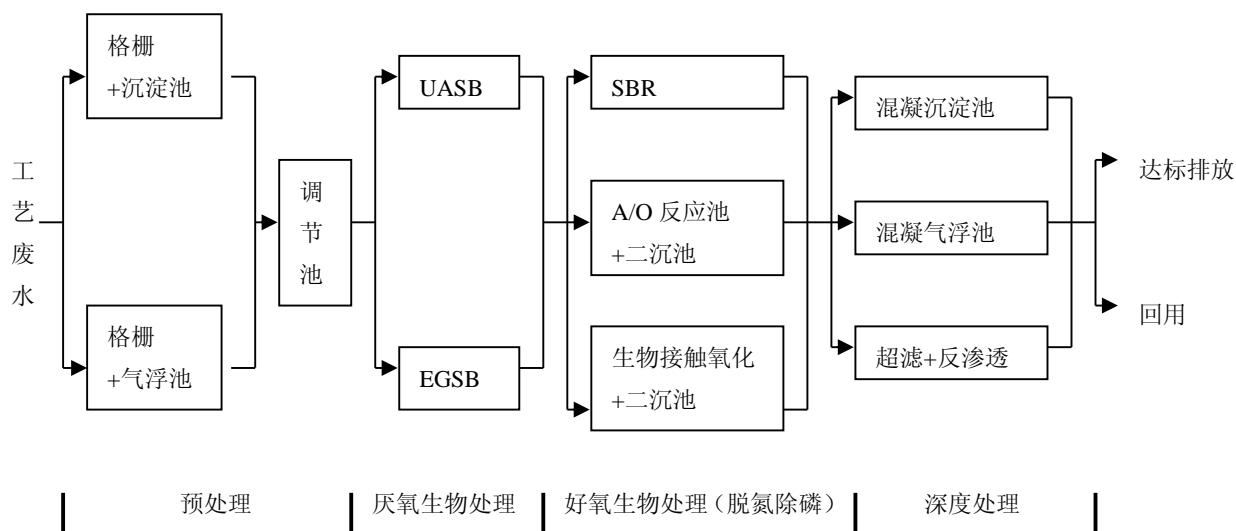 工
艺
废
水
格栅
+沉淀池
格栅
+气浮池
调
节
池
UASB
EGSB
SBR
A/O 反应池
+二沉池
生物接触氧化
+二沉池
混凝沉淀池
混凝气浮池
超滤+反渗透
达标排放
回用
预处理
厌氧生物处理
好氧生物处理（脱氮除磷）
深度处理